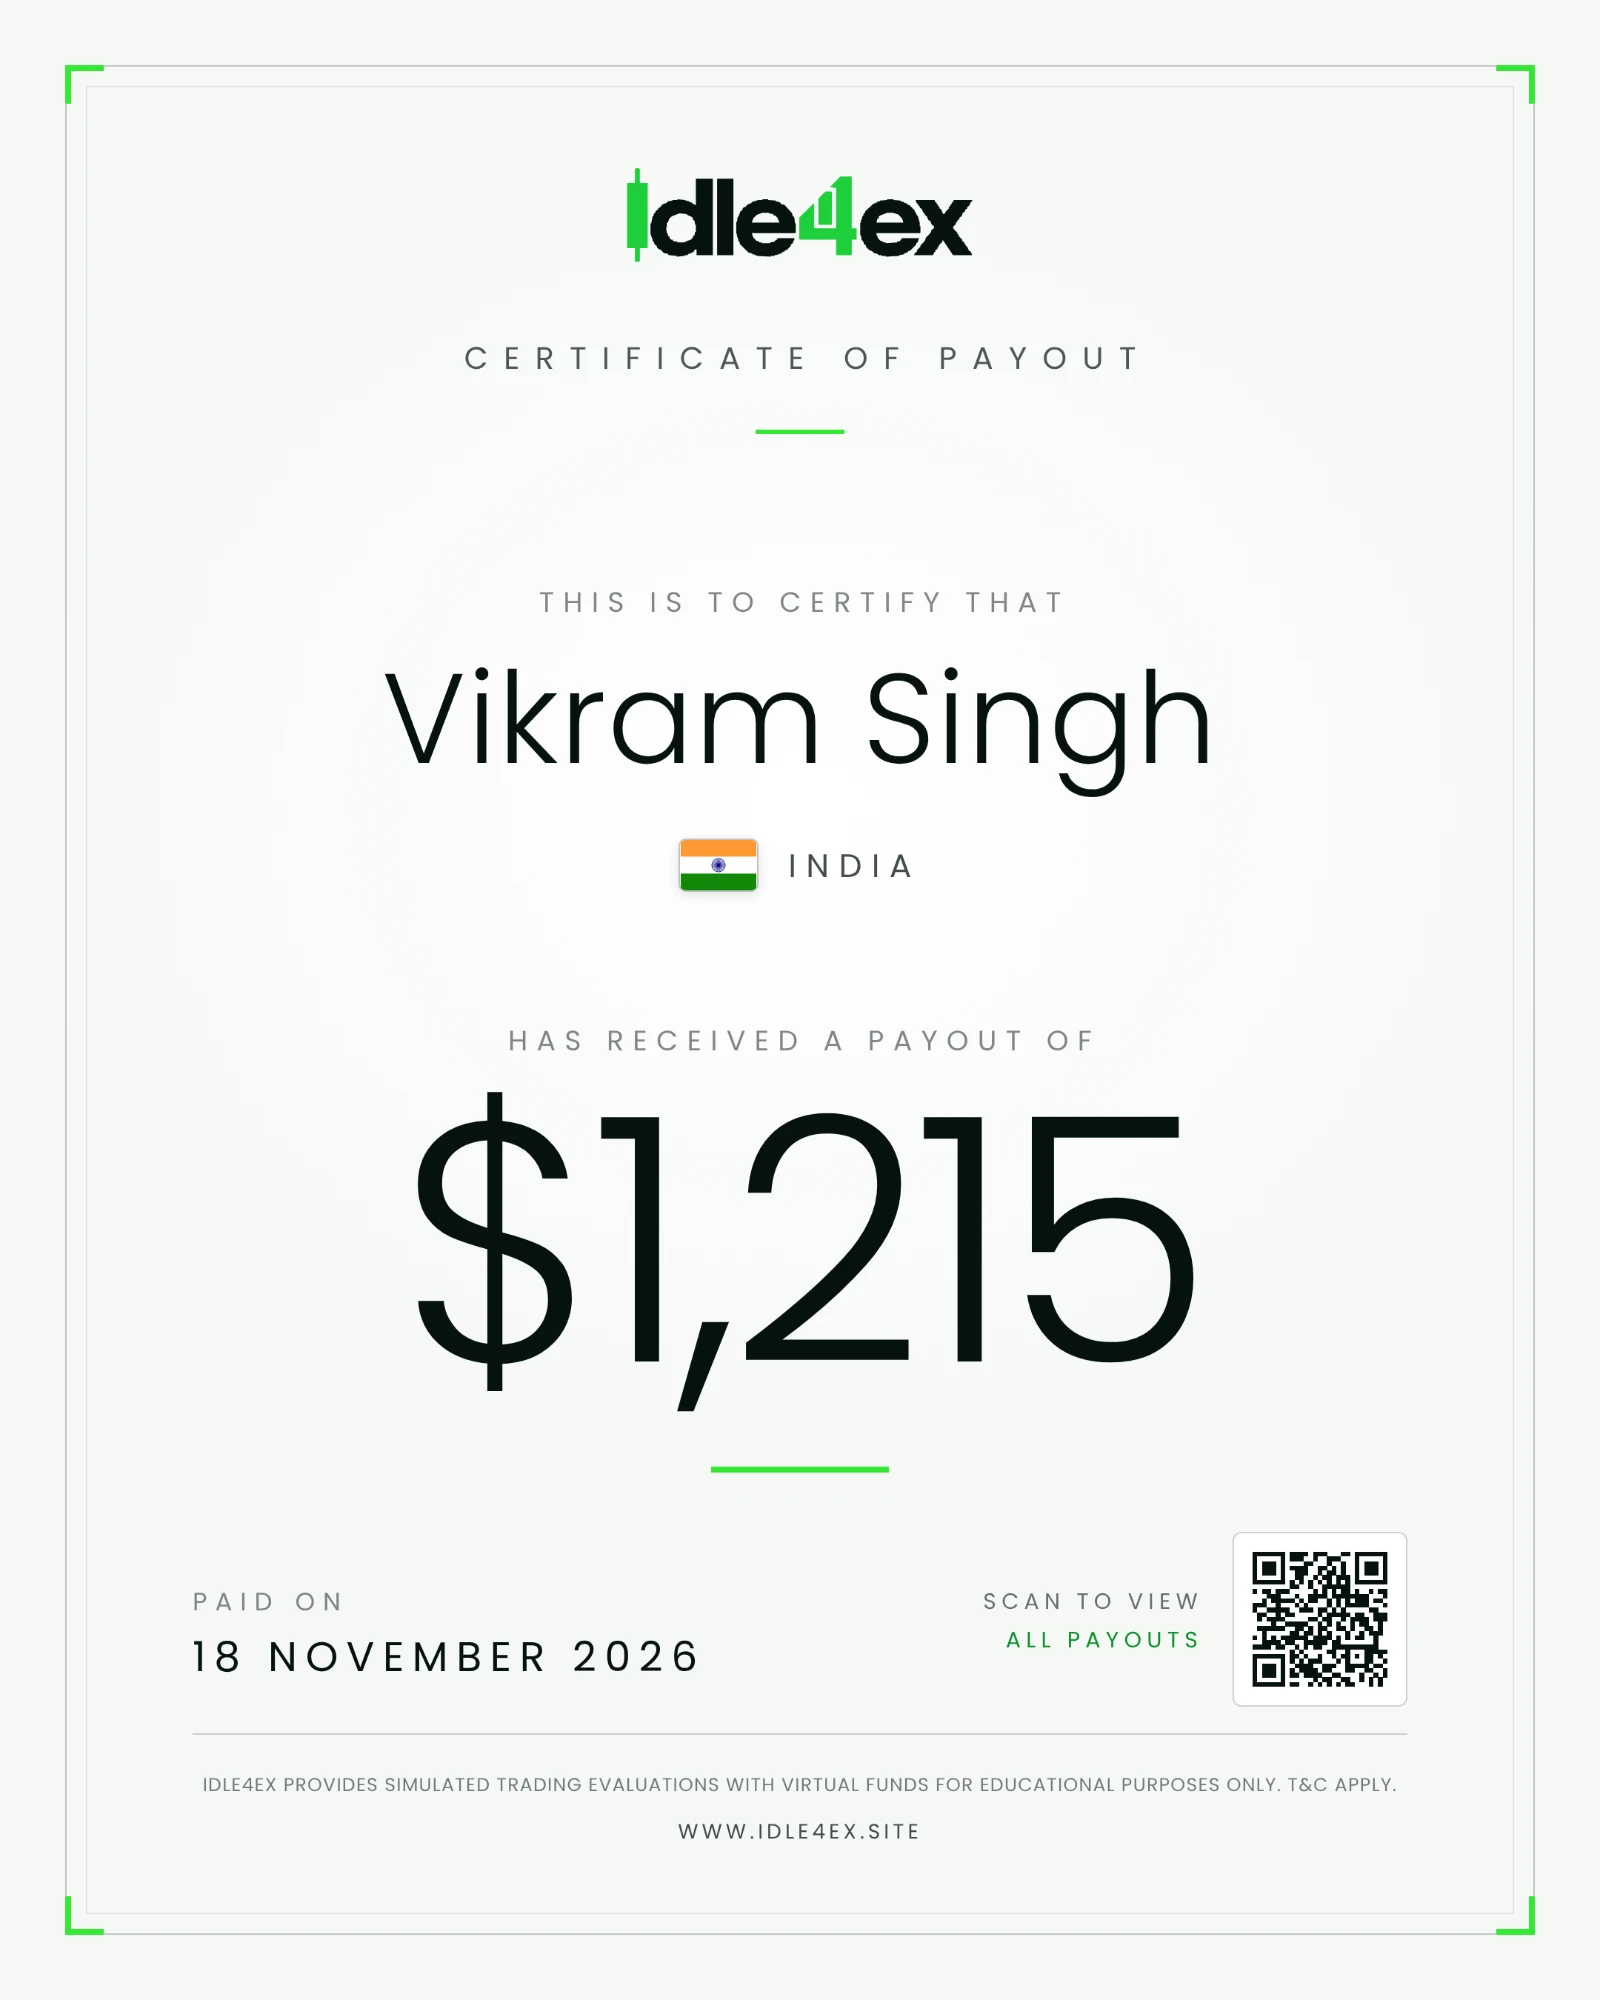 Idle4ex
CERTIFICATE OF PAYOUT
THIS IS TO CERTIFY THAT
Vikram Singh
INDIA
HAS RECEIVED A PAYOUT OF
$1,215
PAID ON
18 NOVEMBER 2026
SCAN TO VIEW
ALL PAYOUTS
IDLE4EX PROVIDES SIMULATED TRADING EVALUATIONS WITH VIRTUAL FUNDS FOR EDUCATIONAL PURPOSES ONLY. T&C APPLY.
WWW.IDLE4EX.SITE